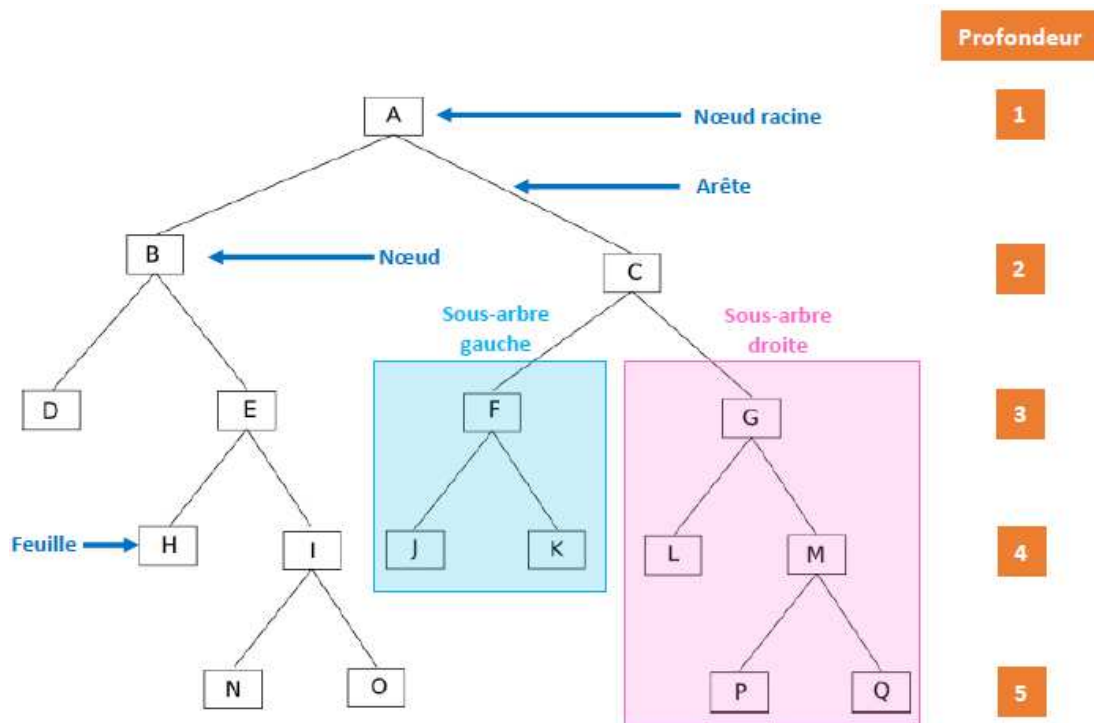 Profondeur
A
Nœud racine
1
Arête
B
Nœud
C
2
Sous-arbre
gauche
Sous-arbre
droite
D
E
F
G
3
Feuille
H
I
J
K
L
M
4
N
O
P
Q
5